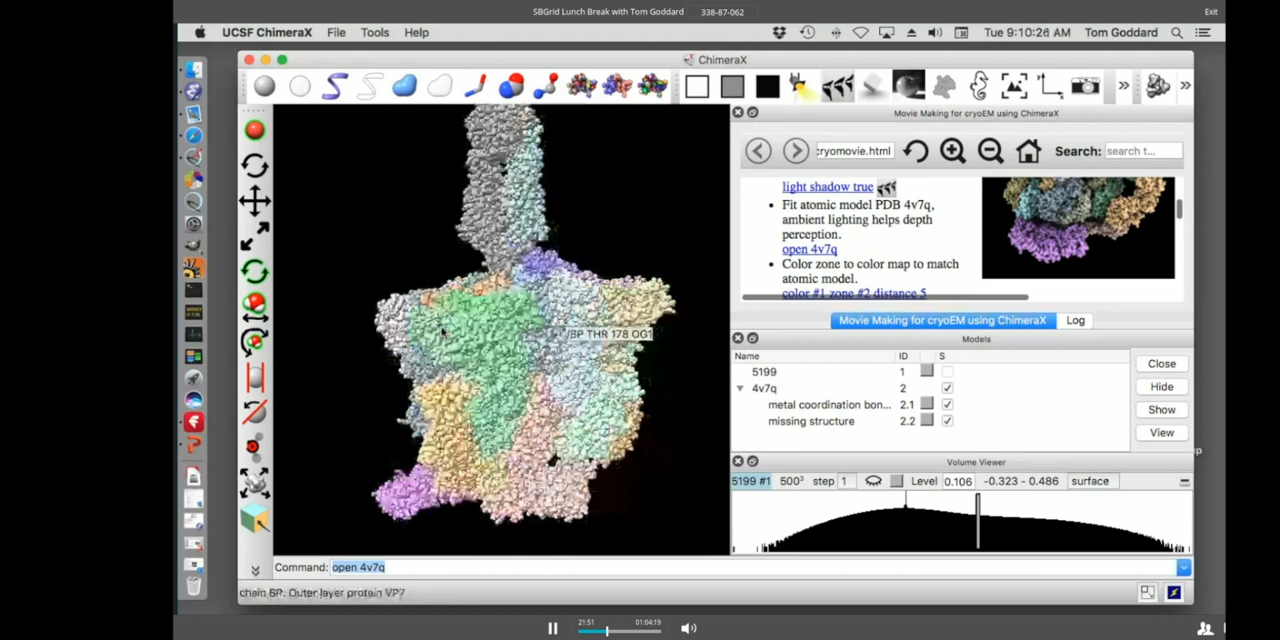 SBGrid Lunch Break with Tom Goddard 338-87-062 Exit
UCSF ChimeraX File Tools Help Tue 9:10:26 AM Tom Goddard
ChimeraX
Movie Making for cryoEM using ChimeraX
cryomovie.html Search: search t...
light shadow true
• Fit atomic model PDB 4v7q,
ambient lighting helps depth
perception.
open 4v7q
• Color zone to color map to match
atomic model.
color #1 zone #2 distance 5
Movie Making for cryoEM using ChimeraX Log
/BP THR 178 OG1
Models
Name ID S
5199 1
4v7q 2
metal coordination bon... 2.1
missing structure 2.2
Close
Hide
Show
View
Volume Viewer
5199 #1 500³ step 1 Level 0.106 -0.323 - 0.486 surface
Command: open 4v7q
chain BP: Outer layer protein VP7
21:51 01:04:19